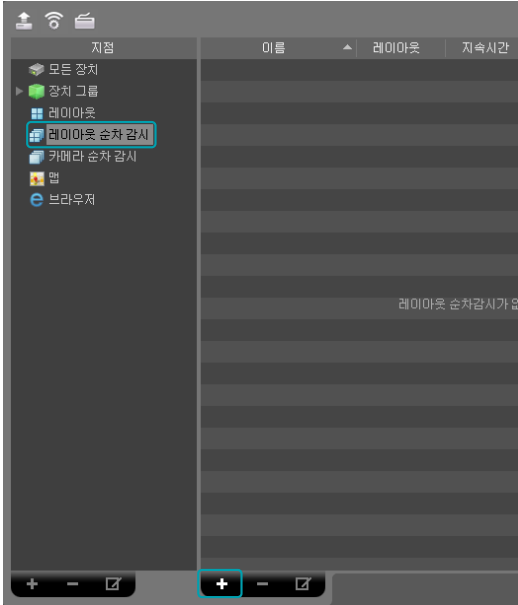 지점
이름 레이아웃 지속시간
모든 장치
장치 그룹
레이아웃
레이아웃 순차 감시
카메라 순차 감시
맵
브라우저
레이아웃 순차감시가